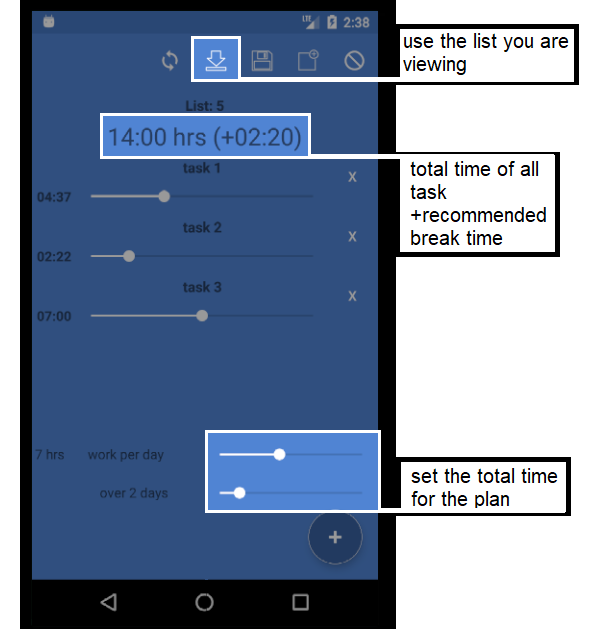 LTE 2:38
use the list you are
viewing
List: 5
14:00 hrs (+02:20)
total time of all
task
+recommended
break time
task 1
X
04:37
task 2
X
02:22
task 3
X
07:00
7 hrs work per day
over 2 days
set the total time
for the plan
+